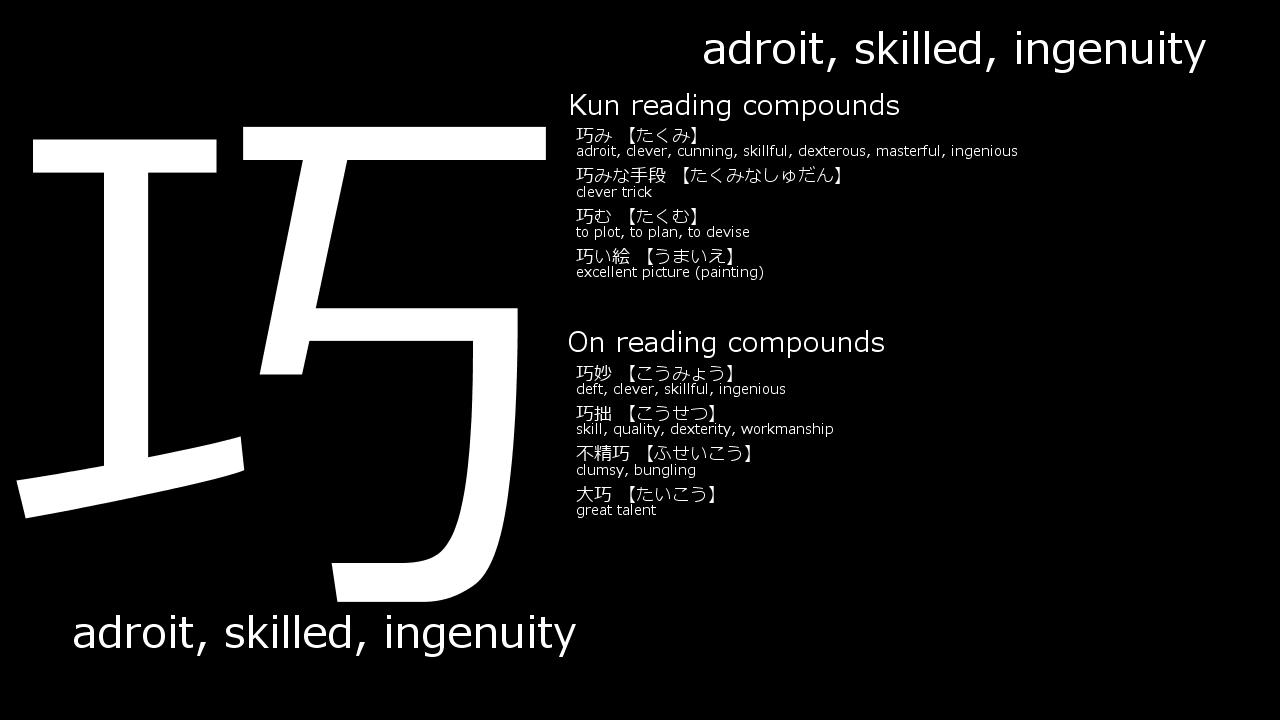 adroit, skilled, ingenuity
巧
Kun reading compounds
巧み 【たくみ】
adroit, clever, cunning, skillful, dexterous, masterful, ingenious
巧みな手段 【たくみなしゅだん】
clever trick
巧む 【たくむ】
to plot, to plan, to devise
巧い絵 【うまいえ】
excellent picture (painting)
On reading compounds
巧妙 【こうみょう】
deft, clever, skillful, ingenious
巧拙 【こうせつ】
skill, quality, dexterity, workmanship
不精巧 【ふせいこう】
clumsy, bungling
大巧 【たいこう】
great talent
adroit, skilled, ingenuity